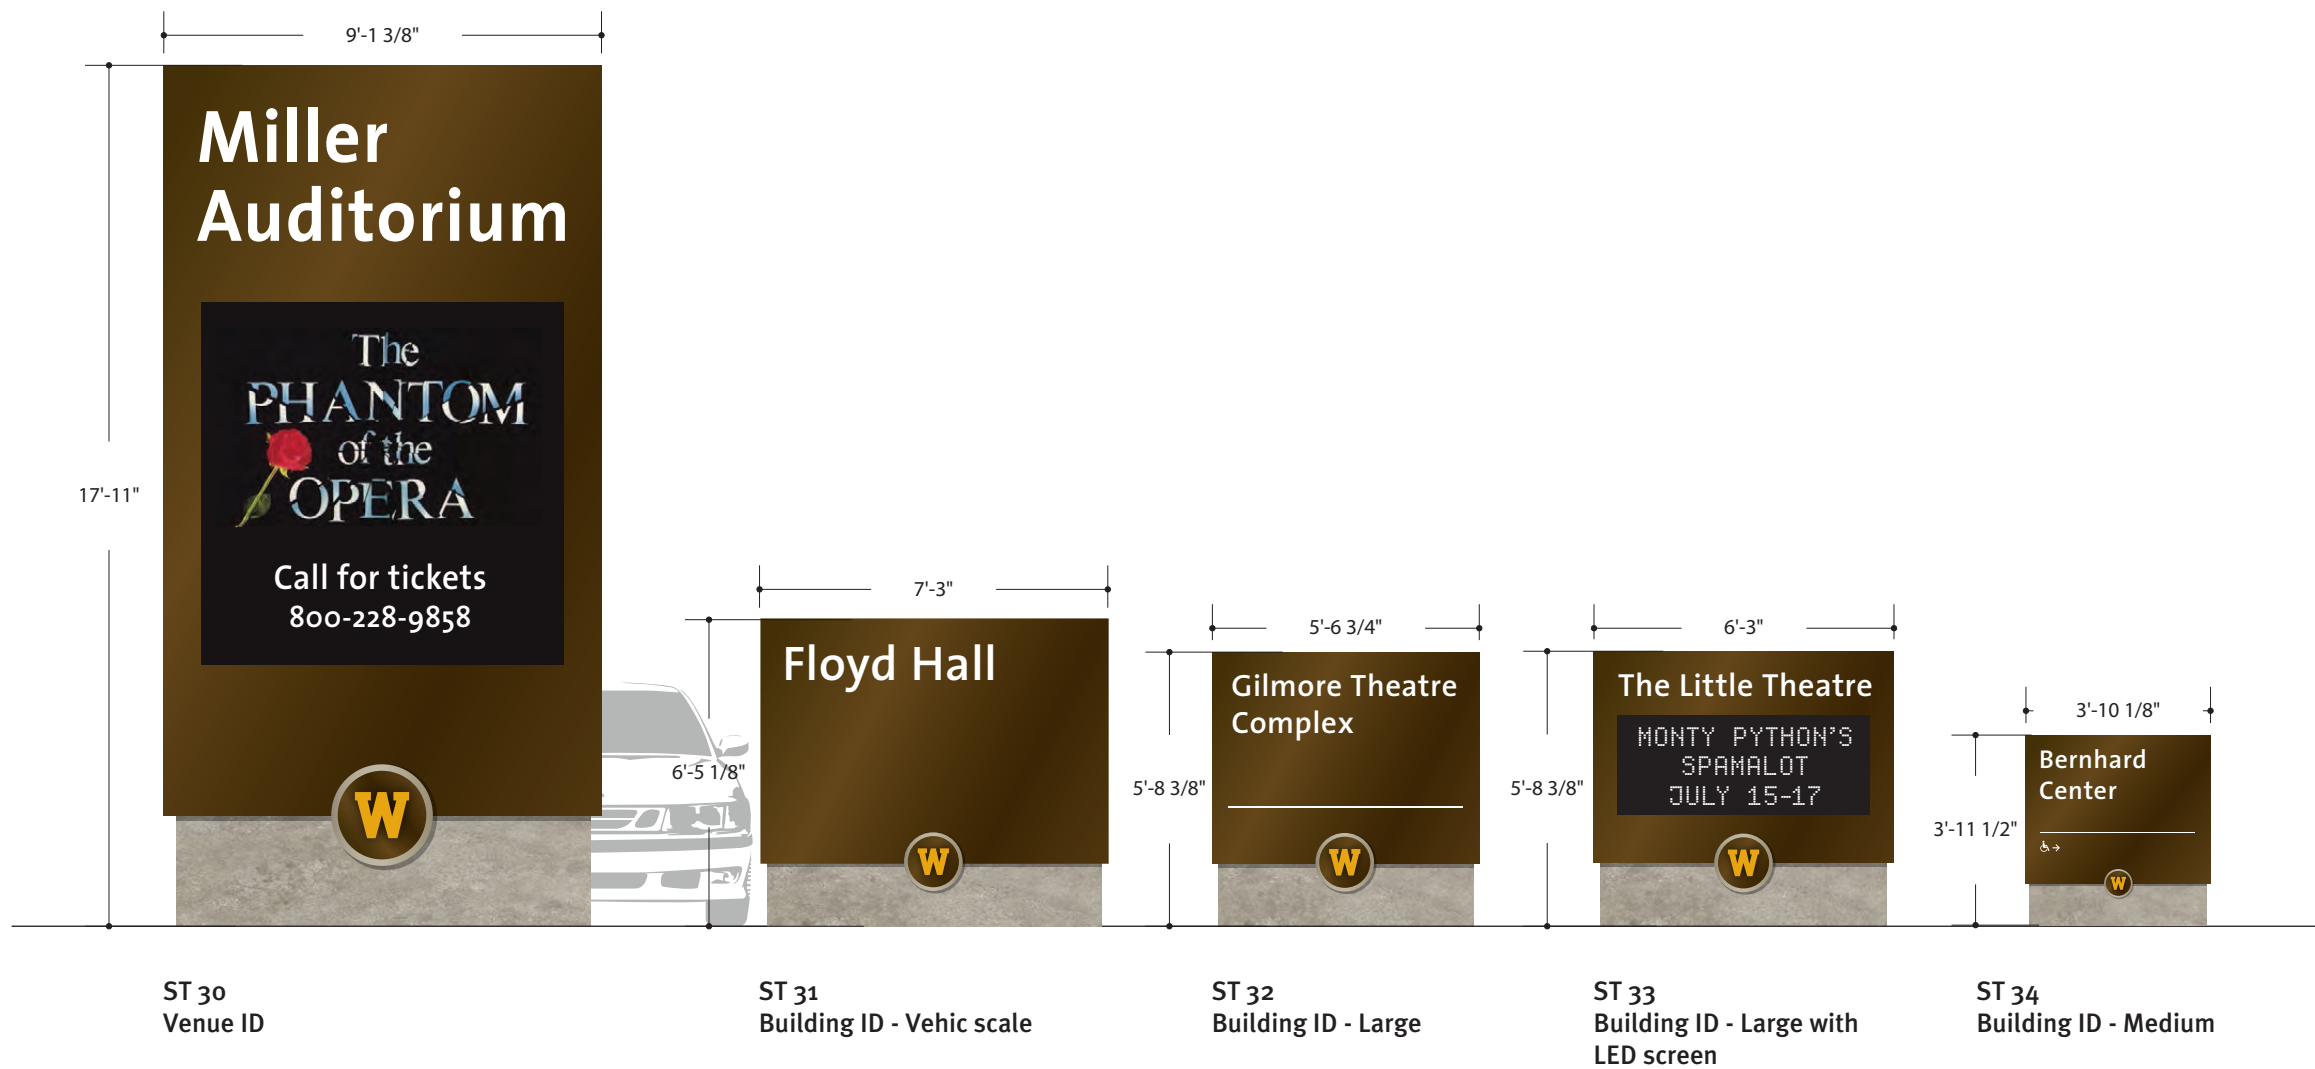 9'-1 3/8"
Miller
Auditorium
The
PHANTOM
of the
OPERA
Call for tickets
800-228-9858
W
17'-11"
7'-3"
6'-5 1/8"
Floyd Hall
W
5'-6 3/4"
5'-8 3/8"
Gilmore Theatre
Complex
W
6'-3"
5'-8 3/8"
The Little Theatre
MONTY PYTHON'S
SPAMALOT
JULY 15-17
W
3'-10 1/8"
3'-11 1/2"
Bernhard
Center
W
ST 30
Venue ID
ST 31
Building ID - Vehic scale
ST 32
Building ID - Large
ST 33
Building ID - Large with
LED screen
ST 34
Building ID - Medium